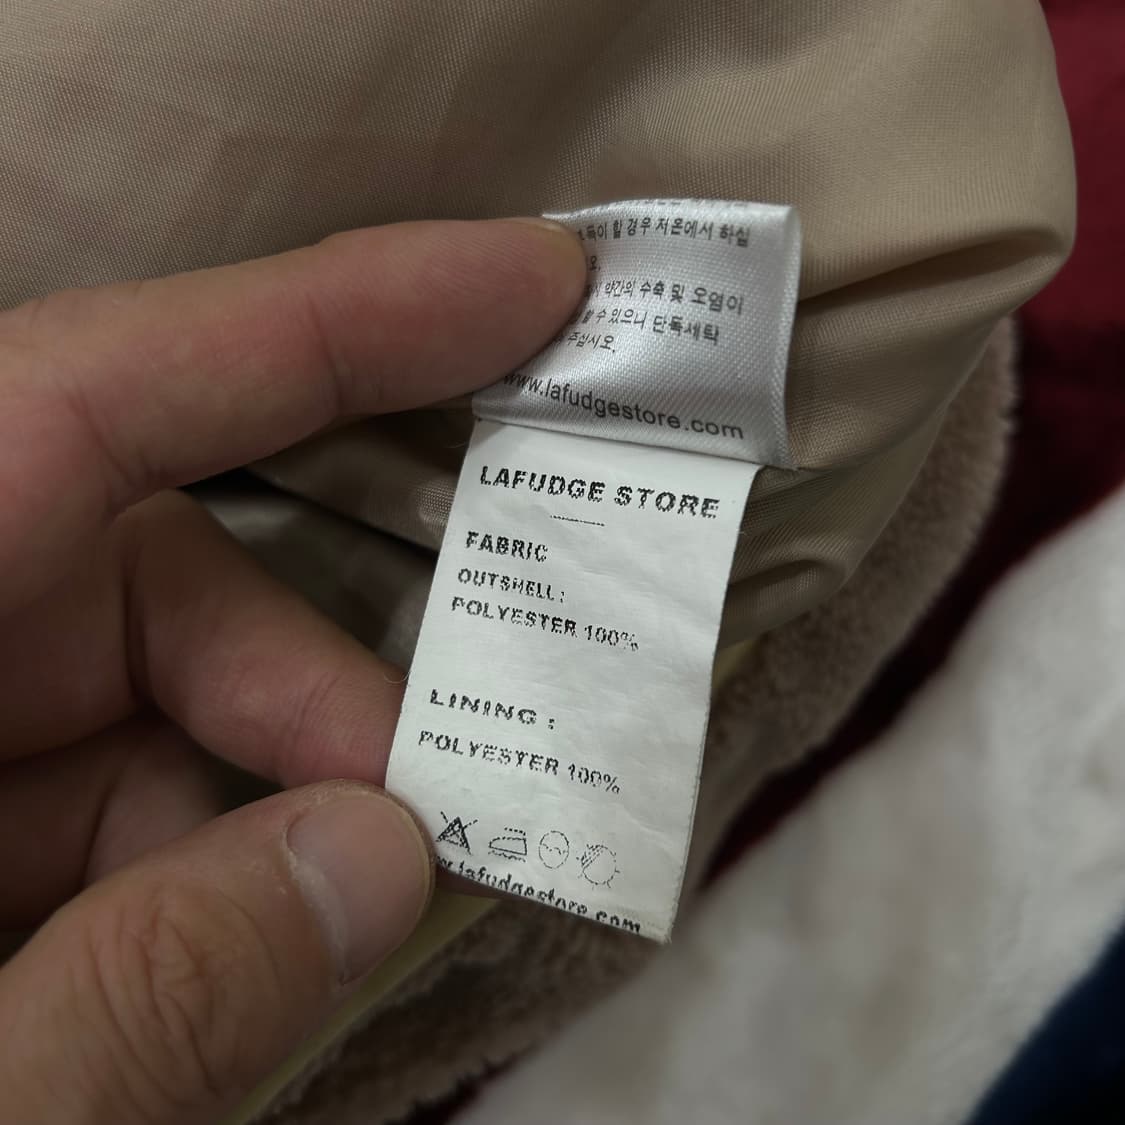 이 할 경우 저온에서 하십
오.
약간의 수축 및 오염이
할 수 있으니 단독세탁
주십시오.
www.lafudgestore.com
LAFUDGE STORE
FABRIC
OUTSHELL:
POLYESTER 100%
LINING :
POLYESTER 100%
w.lafudgestore.com